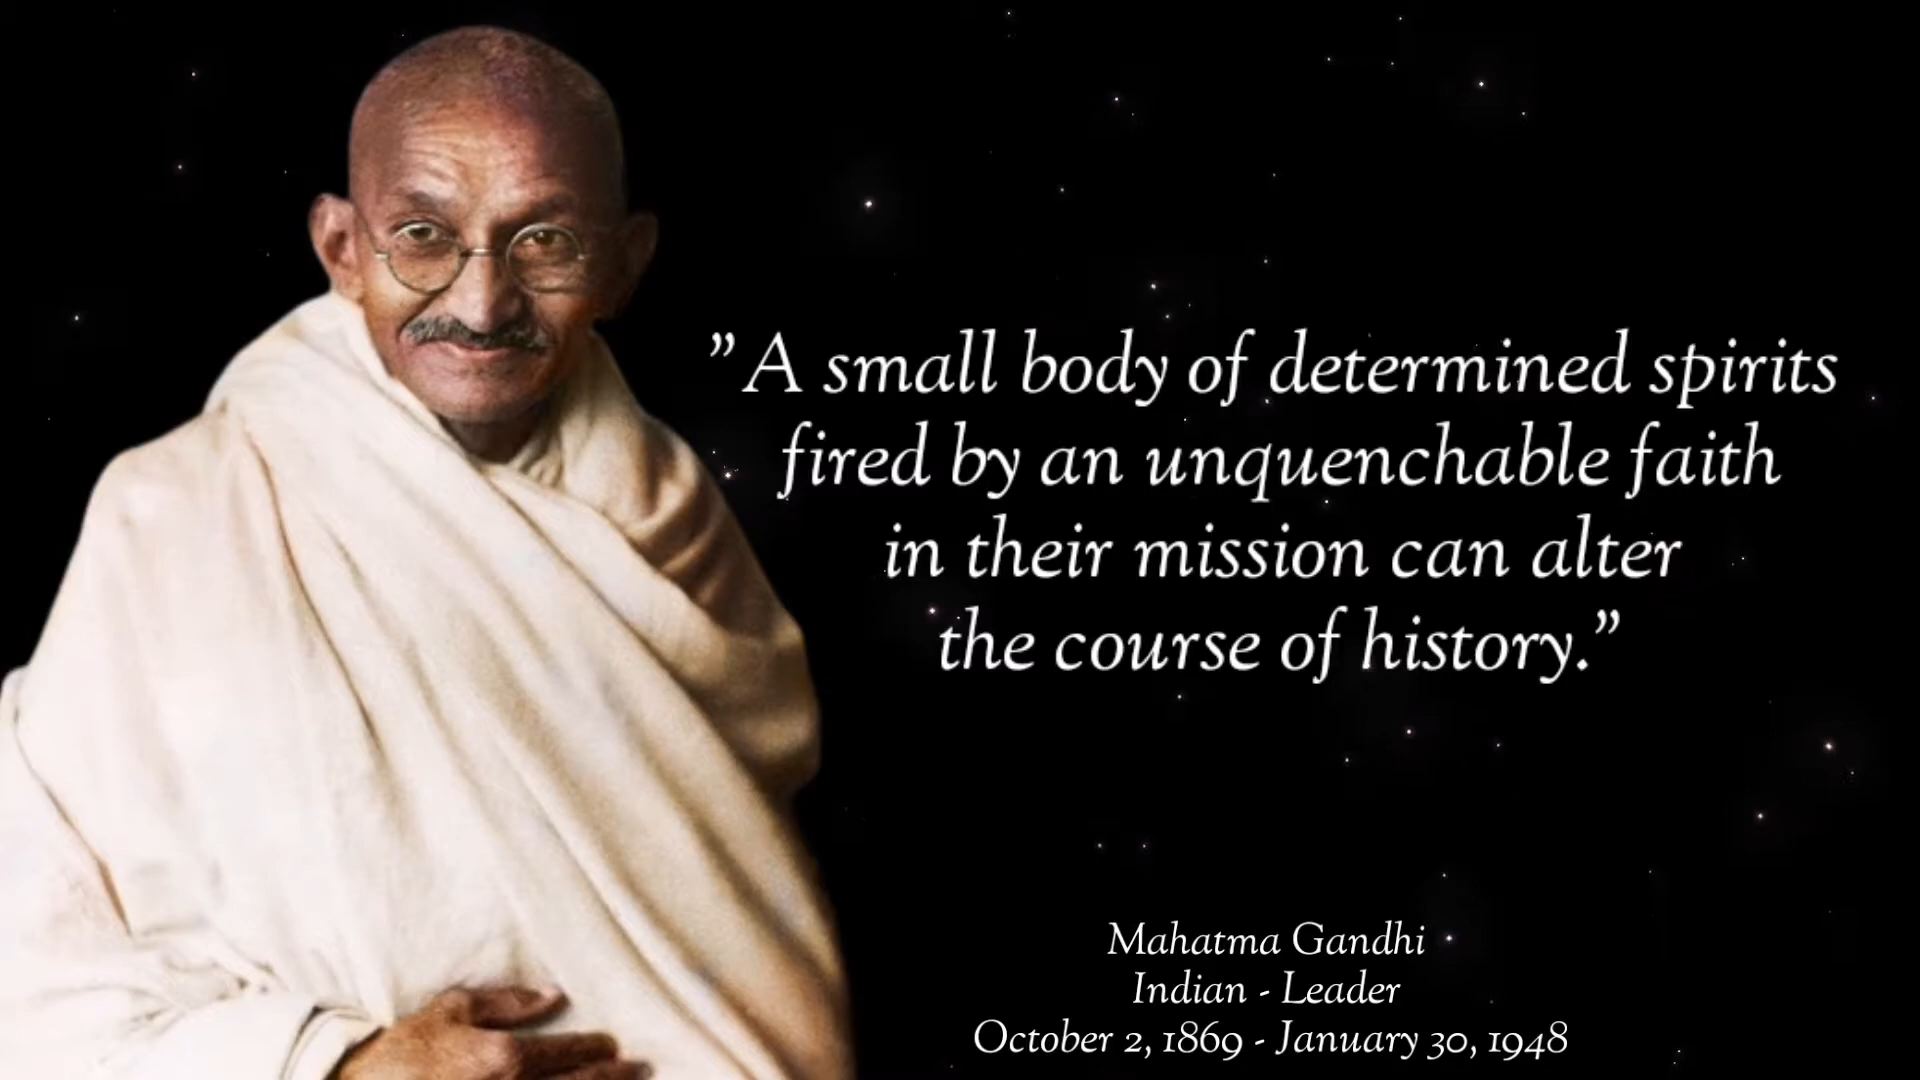 ”A small body of determined spirits
fired by an unquenchable faith
in their mission can alter
the course of history.”
Mahatma Gandhi
Indian - Leader
October 2, 1869 - January 30, 1948